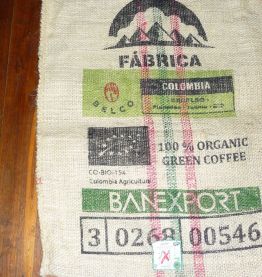 FÁBRICA
BELCO
COLOMBIA
100% ORGANIC
GREEN COFFEE
CO-BIO-154
Colombia Agriculture
BANEXPORT
3 0268 00546
X